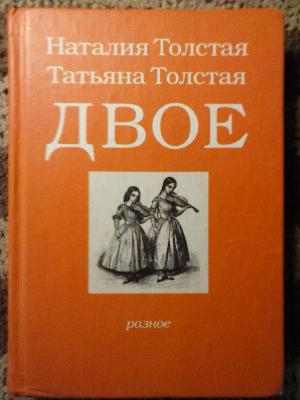 Наталия Толстая
Татьяна Толстая
ДВОЕ
разное